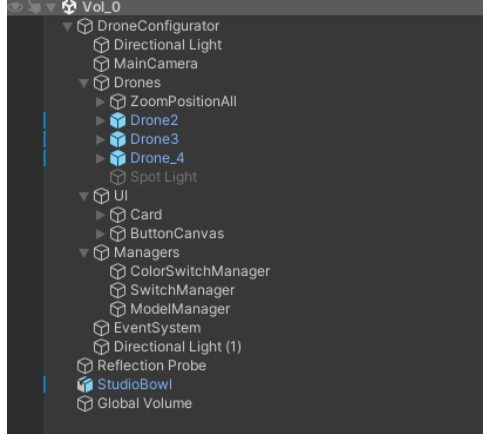 Vol_0
DroneConfigurator
Directional Light
MainCamera
Drones
ZoomPositionAll
Drone2
Drone3
Drone_4
Spot Light
UI
Card
ButtonCanvas
Managers
ColorSwitchManager
SwitchManager
ModelManager
EventSystem
Directional Light (1)
Reflection Probe
StudioBowl
Global Volume